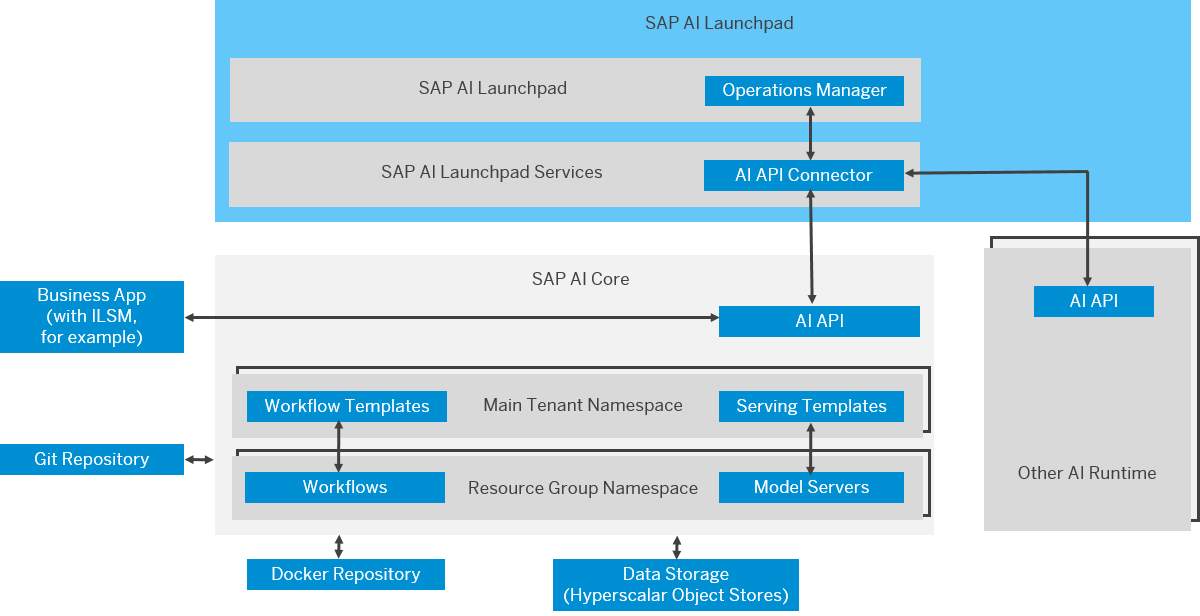 SAP AI Launchpad
SAP AI Launchpad
Operations Manager
SAP AI Launchpad Services
AI API Connector
SAP AI Core
Business App
(with ILSM,
for example)
AI API
AI API
Workflow Templates
Main Tenant Namespace
Serving Templates
Git Repository
Workflows
Resource Group Namespace
Model Servers
Other AI Runtime
Docker Repository
Data Storage
(Hyperscalar Object Stores)